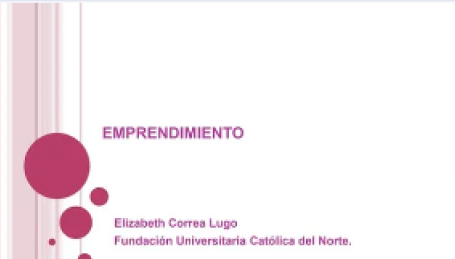 EMPRENDIMIENTO
Elizabeth Correa Lugo
Fundación Universitaria Católica del Norte.